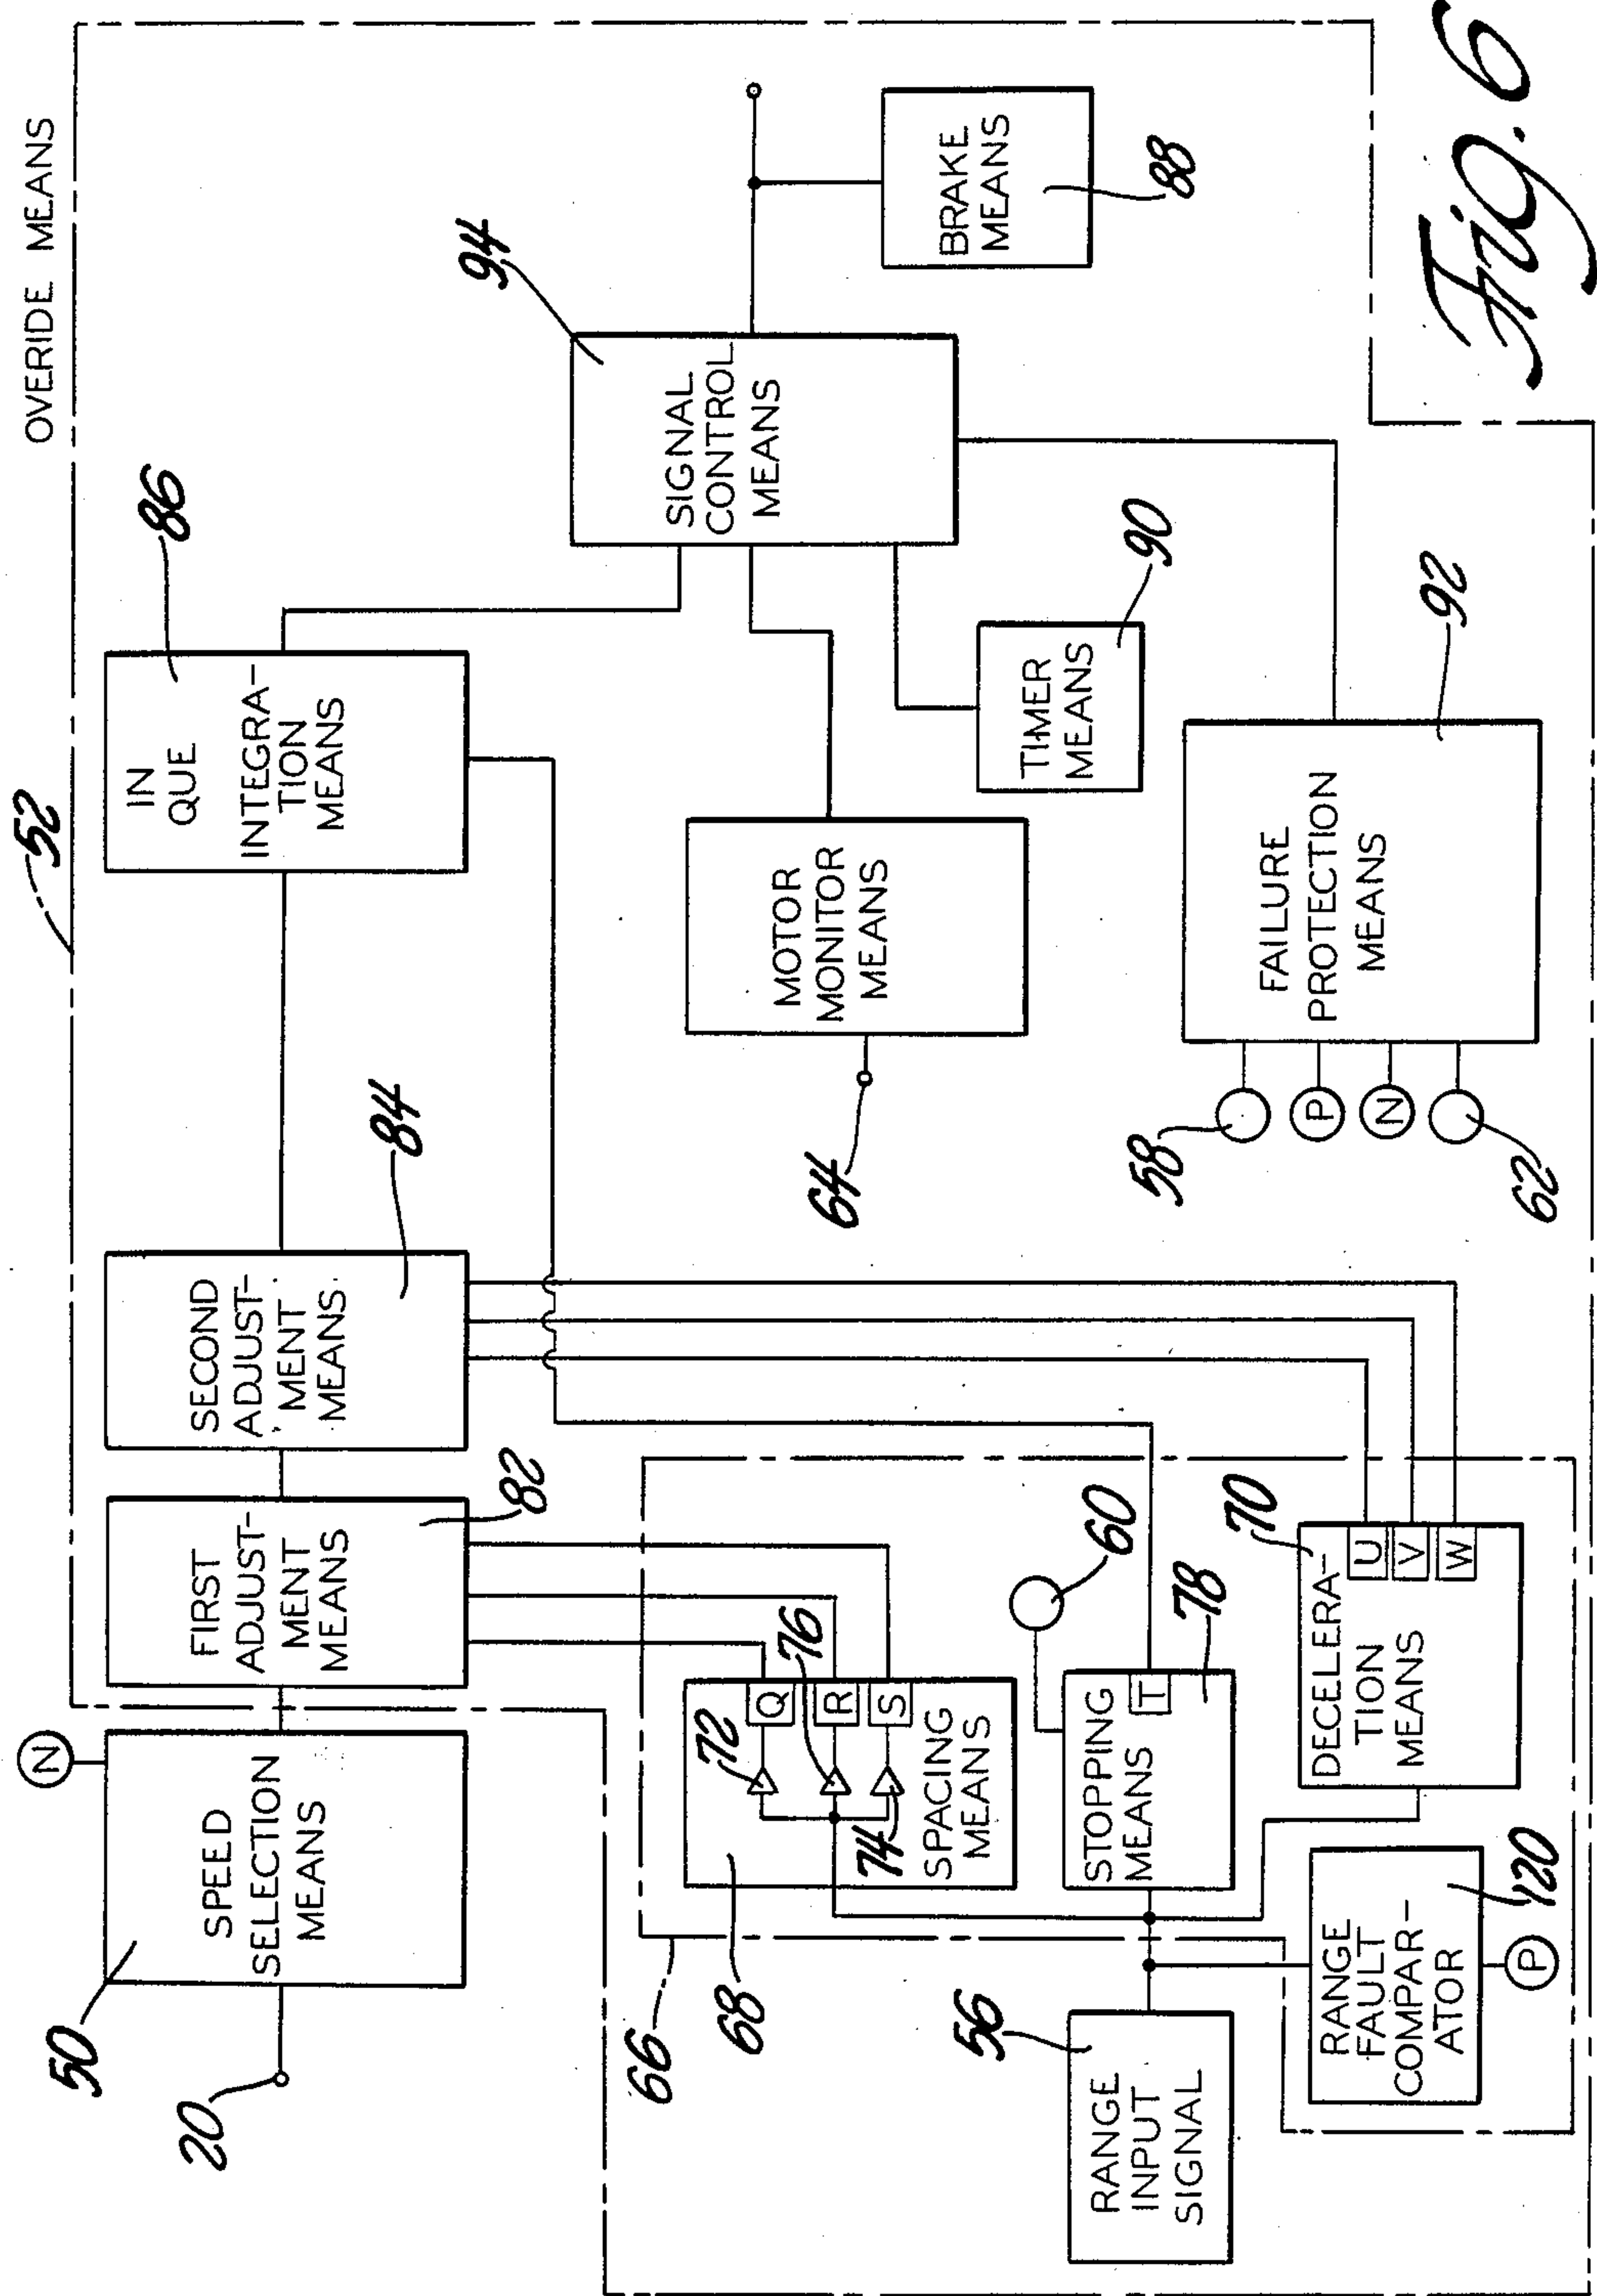 OVERIDE MEANS
52
N
50
20
SPEED
SELECTION
MEANS
FIRST
ADJUST-
MENT
MEANS
82
SECOND
ADJUST-
MENT
MEANS
84
IN
QUE
INTEGRA-
TION
MEANS
86
66
68
72
76
74
Q
R
S
SPACING
MEANS
60
STOPPING
MEANS
T
78
56
RANGE
INPUT
SIGNAL
70
DECELERA-
TION
MEANS
U
V
W
RANGE
FAULT
COMPAR-
ATOR
120
P
64
MOTOR
MONITOR
MEANS
TIMER
MEANS
90
58
P
N
62
FAILURE
PROTECTION
MEANS
92
SIGNAL
CONTROL
MEANS
94
BRAKE
MEANS
88
Fig. 6